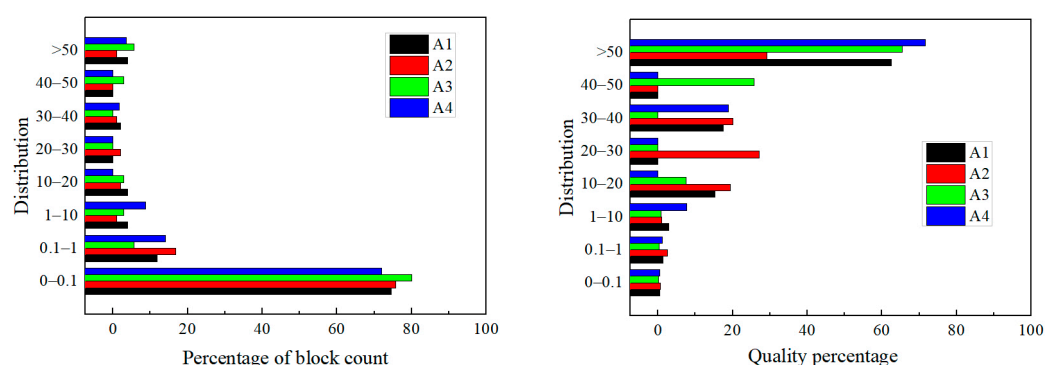 Distribution
>50
40–50
30–40
20–30
10–20
1–10
0.1–1
0–0.1
A1
A2
A3
A4
0 20 40 60 80 100
Percentage of block count
Distribution
>50
40–50
30–40
20–30
10–20
1–10
0.1–1
0–0.1
A1
A2
A3
A4
0 20 40 60 80 100
Quality percentage